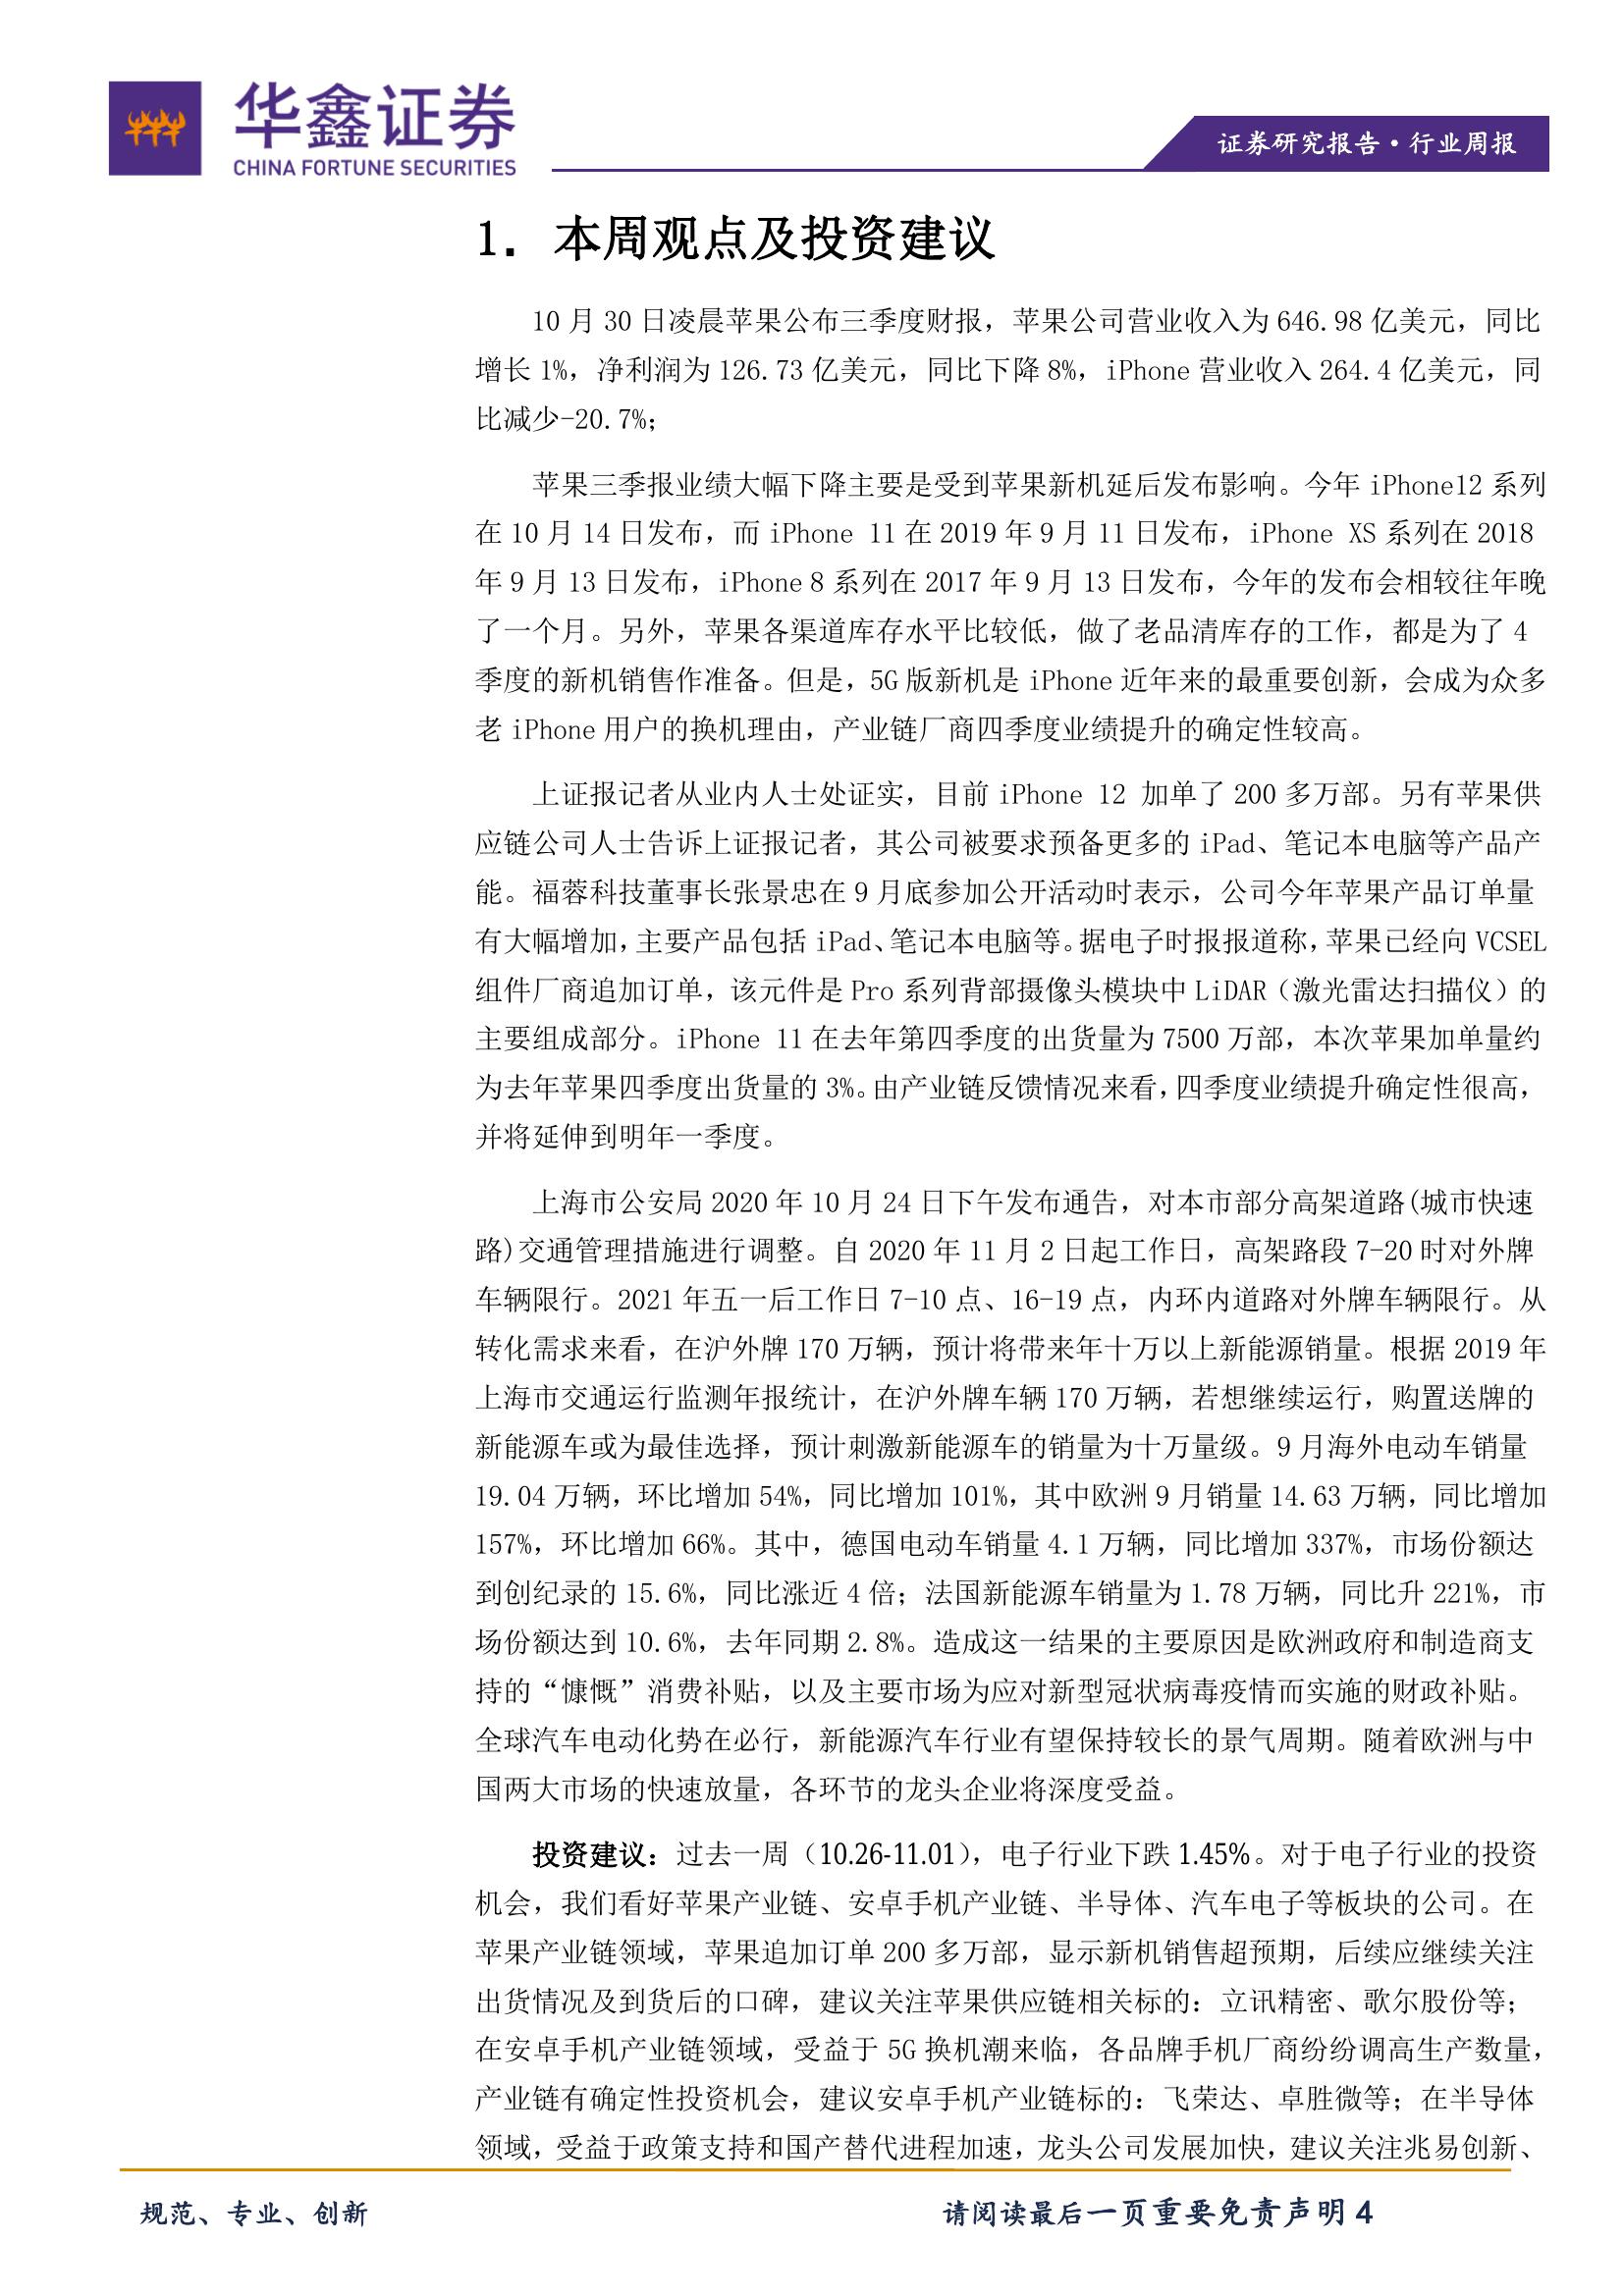 华鑫证券
CHINA FORTUNE SECURITIES
证券研究报告·行业周报
1. 本周观点及投资建议
10 月 30 日凌晨苹果公布三季度财报，苹果公司营业收入为 646.98 亿美元，同比
增长 1%，净利润为 126.73 亿美元，同比下降 8%，iPhone 营业收入 264.4 亿美元，同
比减少-20.7%；
苹果三季报业绩大幅下降主要是受到苹果新机延后发布影响。今年 iPhone12 系列
在 10 月 14 日发布，而 iPhone 11 在 2019 年 9 月 11 日发布，iPhone XS 系列在 2018
年 9 月 13 日发布，iPhone 8 系列在 2017 年 9 月 13 日发布，今年的发布会相较往年晚
了一个月。另外，苹果各渠道库存水平比较低，做了老品清库存的工作，都是为了 4
季度的新机销售作准备。但是，5G 版新机是 iPhone 近年来的最重要创新，会成为众多
老 iPhone 用户的换机理由，产业链厂商四季度业绩提升的确定性较高。
上证报记者从业内人士处证实，目前 iPhone 12 加单了 200 多万部。另有苹果供
应链公司人士告诉上证报记者，其公司被要求预备更多的 iPad、笔记本电脑等产品产
能。福蓉科技董事长张景忠在 9 月底参加公开活动时表示，公司今年苹果产品订单量
有大幅增加，主要产品包括 iPad、笔记本电脑等。据电子时报报道称，苹果已经向 VCSEL
组件厂商追加订单，该元件是 Pro 系列背部摄像头模块中 LiDAR（激光雷达扫描仪）的
主要组成部分。iPhone 11 在去年第四季度的出货量为 7500 万部，本次苹果加单量约
为去年苹果四季度出货量的 3%。由产业链反馈情况来看，四季度业绩提升确定性很高，
并将延伸到明年一季度。
上海市公安局 2020 年 10 月 24 日下午发布通告，对本市部分高架道路(城市快速
路)交通管理措施进行调整。自 2020 年 11 月 2 日起工作日，高架路段 7-20 时对外牌
车辆限行。2021 年五一后工作日 7-10 点、16-19 点，内环内道路对外牌车辆限行。从
转化需求来看，在沪外牌 170 万辆，预计将带来年十万以上新能源销量。根据 2019 年
上海市交通运行监测年报统计，在沪外牌车辆 170 万辆，若想继续运行，购置送牌的
新能源车或为最佳选择，预计刺激新能源车的销量为十万量级。9 月海外电动车销量
19.04 万辆，环比增加 54%，同比增加 101%，其中欧洲 9 月销量 14.63 万辆，同比增加
157%，环比增加 66%。其中，德国电动车销量 4.1 万辆，同比增加 337%，市场份额达
到创纪录的 15.6%，同比涨近 4 倍；法国新能源车销量为 1.78 万辆，同比升 221%，市
场份额达到 10.6%，去年同期 2.8%。造成这一结果的主要原因是欧洲政府和制造商支
持的“慷慨”消费补贴，以及主要市场为应对新型冠状病毒疫情而实施的财政补贴。
全球汽车电动化势在必行，新能源汽车行业有望保持较长的景气周期。随着欧洲与中
国两大市场的快速放量，各环节的龙头企业将深度受益。
投资建议：过去一周（10.26-11.01），电子行业下跌 1.45%。对于电子行业的投资
机会，我们看好苹果产业链、安卓手机产业链、半导体、汽车电子等板块的公司。在
苹果产业链领域，苹果追加订单 200 多万部，显示新机销售超预期，后续应继续关注
出货情况及到货后的口碑，建议关注苹果供应链相关标的：立讯精密、歌尔股份等；
在安卓手机产业链领域，受益于 5G 换机潮来临，各品牌手机厂商纷纷调高生产数量，
产业链有确定性投资机会，建议安卓手机产业链标的：飞荣达、卓胜微等；在半导体
领域，受益于政策支持和国产替代进程加速，龙头公司发展加快，建议关注兆易创新、
规范、专业、创新
请阅读最后一页重要免责声明 4